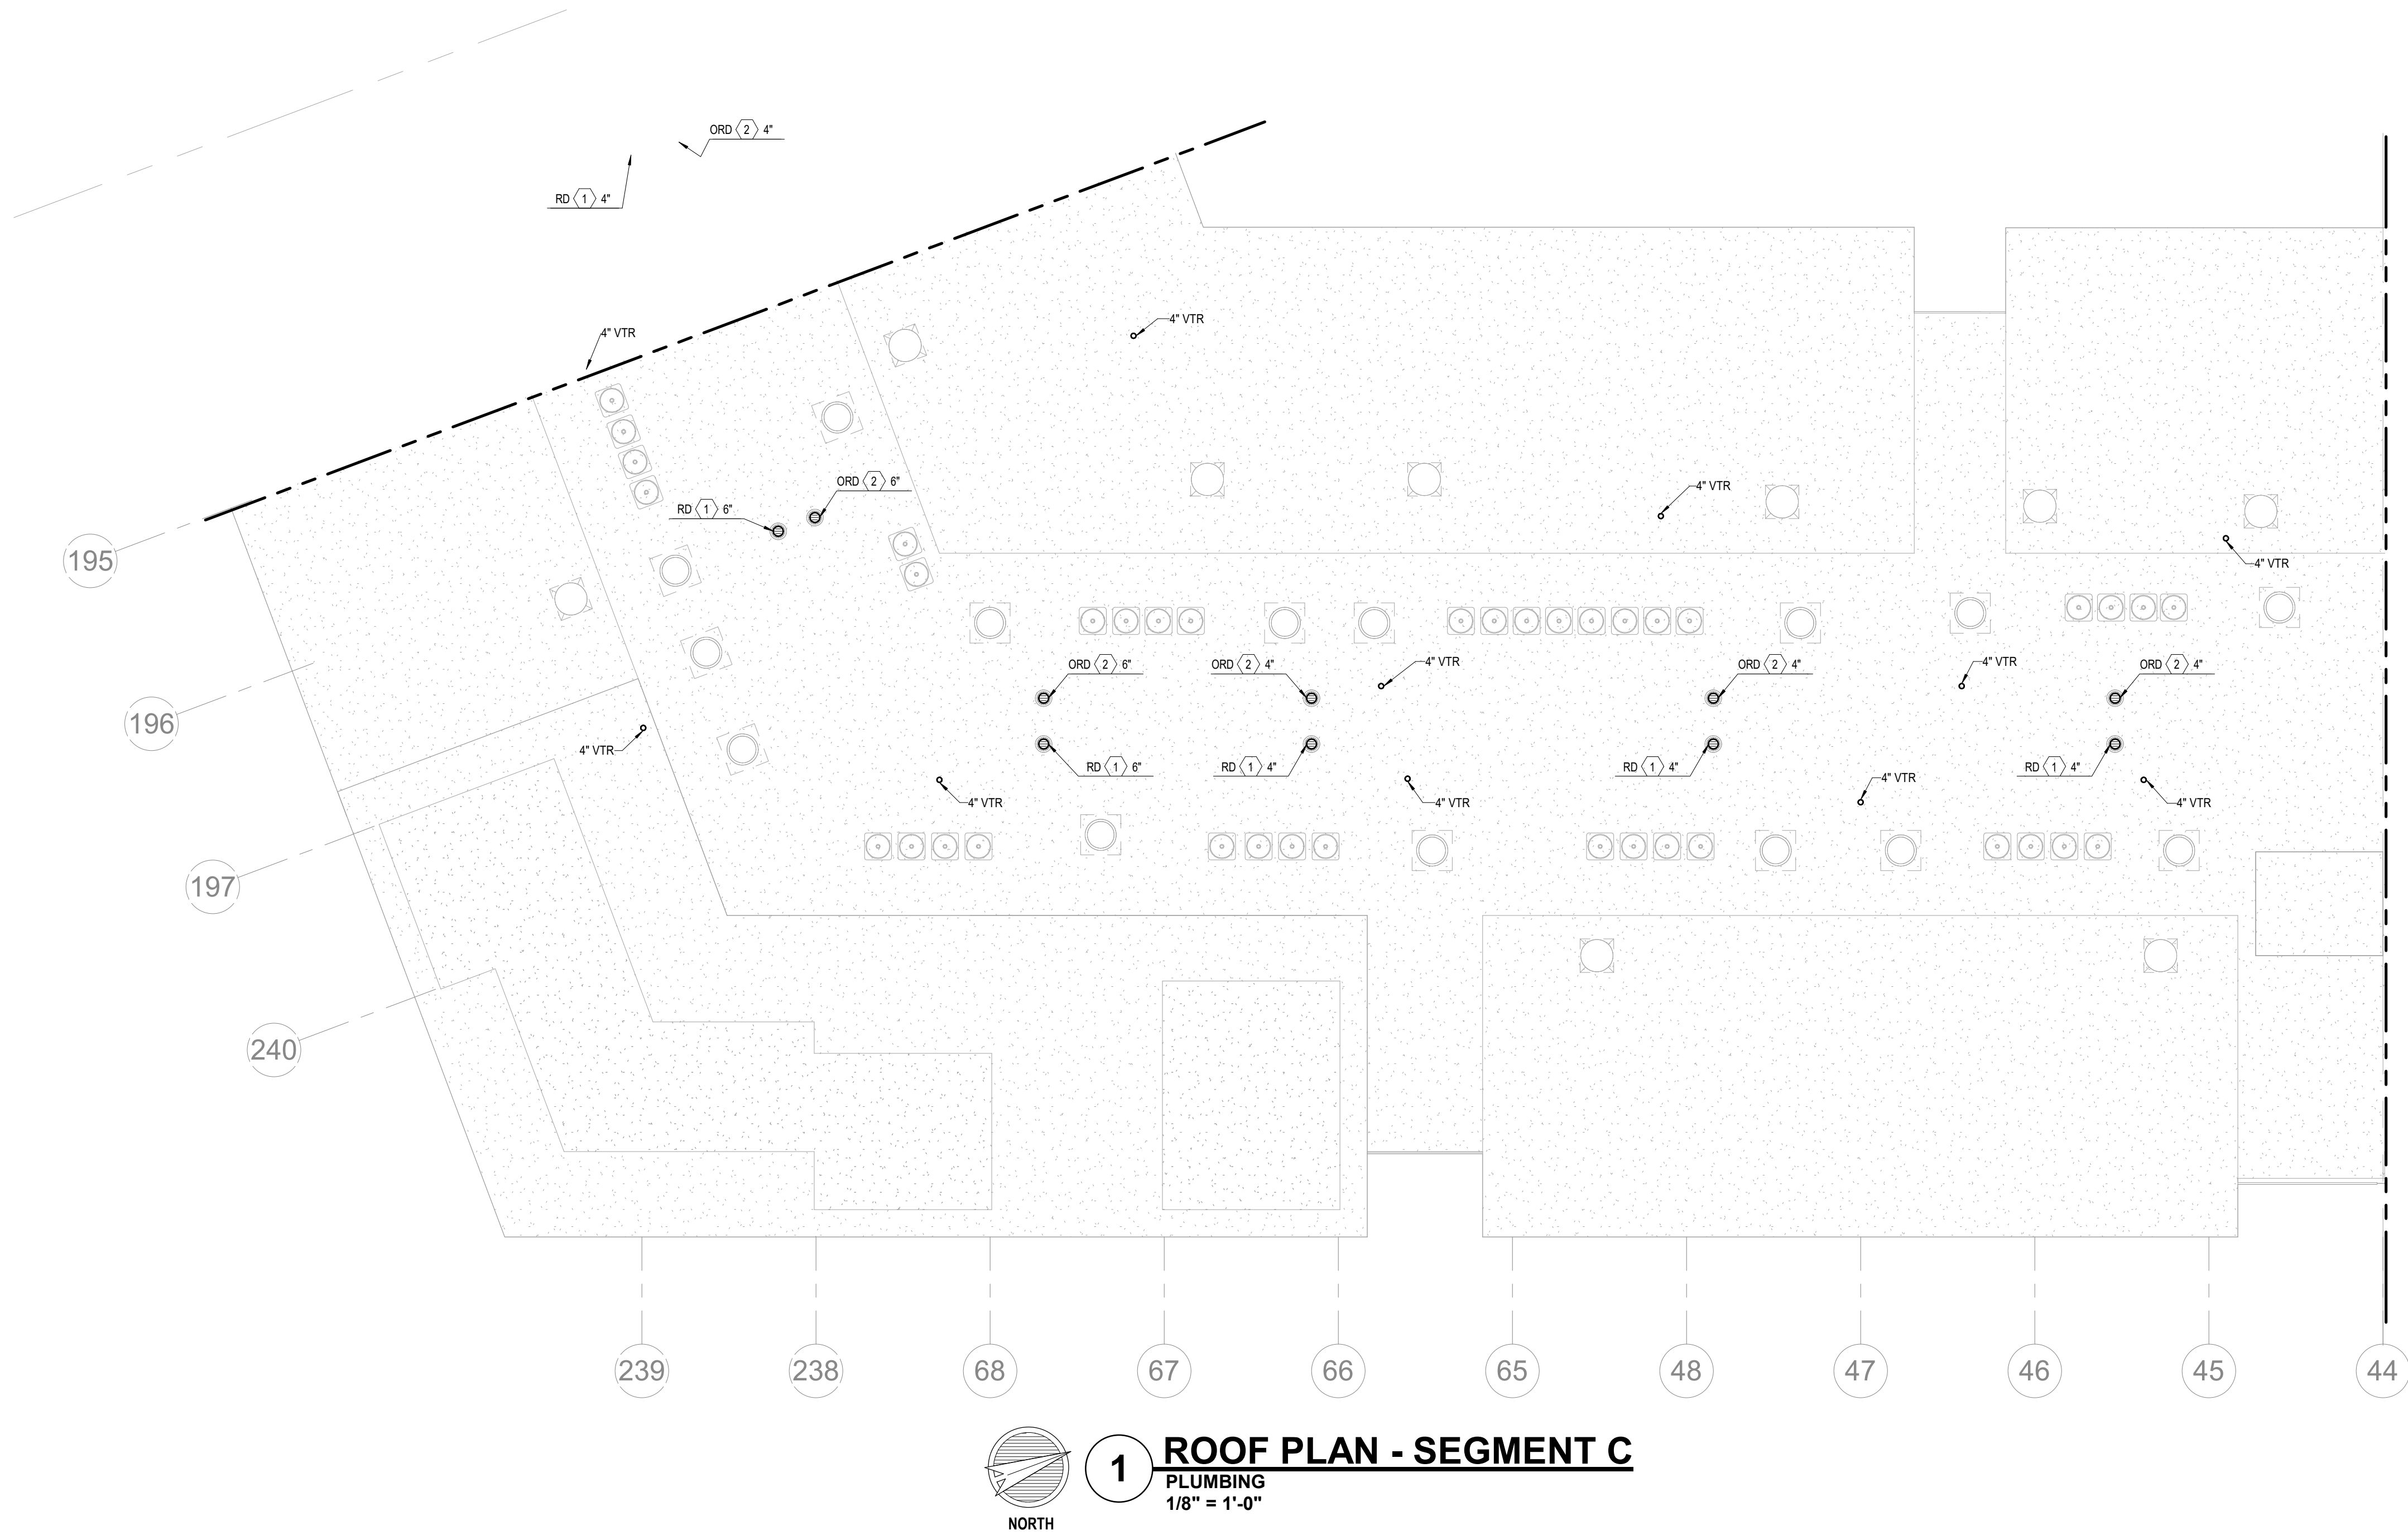 ORD 2 4"
RD 1 4"
4" VTR
4" VTR
ORD 2 6"
RD 1 6"
4" VTR
4" VTR
195
ORD 2 6"
ORD 2 4"
4" VTR
ORD 2 4"
4" VTR
ORD 2 4"
196
4" VTR
RD 1 6"
RD 1 4"
RD 1 4"
RD 1 4"
4" VTR
4" VTR
4" VTR
4" VTR
197
240
239
238
68
67
66
65
48
47
46
45
44
1
ROOF PLAN - SEGMENT C
PLUMBING
1/8" = 1'-0"
NORTH